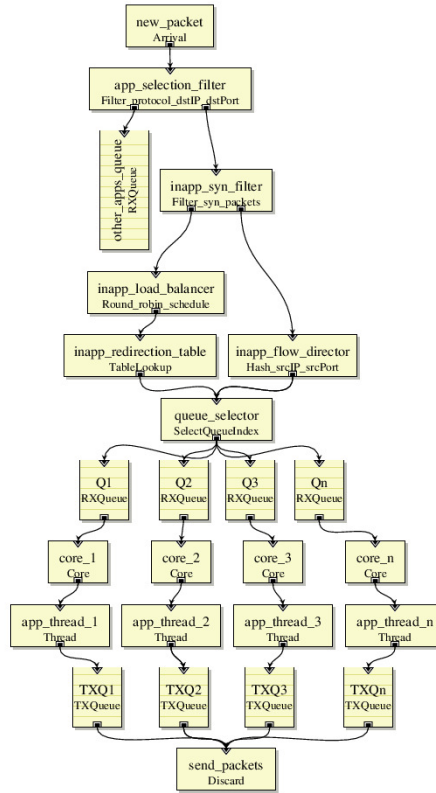 new_packet
Arrival
app_selection_filter
Filter_protocol_dstIP_dstPort
other_apps_queue
RXQueue
inapp_syn_filter
Filter_syn_packets
inapp_load_balancer
Round_robin_schedule
inapp_redirection_table
TableLookup
inapp_flow_director
Hash_srcIP_srcPort
queue_selector
SelectQueueIndex
Q1
RXQueue
Q2
RXQueue
Q3
RXQueue
Qn
RXQueue
core_1
Core
core_2
Core
core_3
Core
core_n
Core
app_thread_1
Thread
app_thread_2
Thread
app_thread_3
Thread
app_thread_n
Thread
TXQ1
TXQueue
TXQ2
TXQueue
TXQ3
TXQueue
TXQn
TXQueue
send_packets
Discard